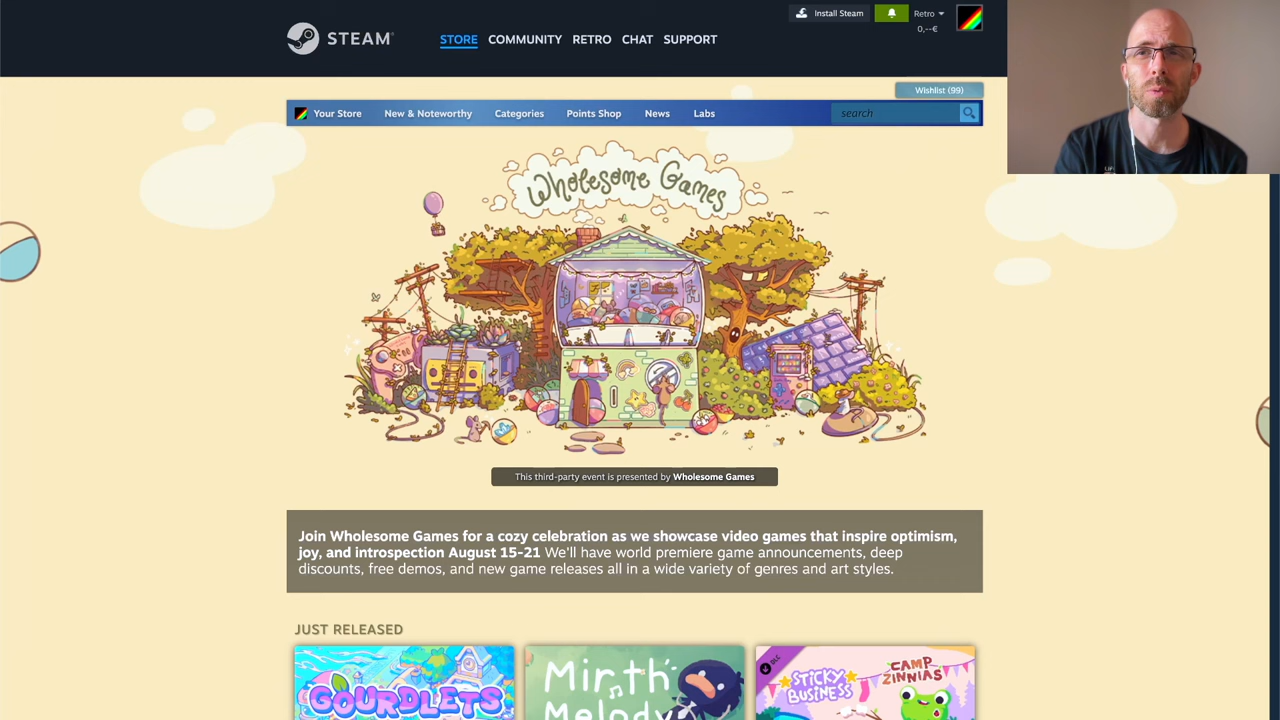 Install Steam
Retro
0,--€
STEAM®
STORE COMMUNITY RETRO CHAT SUPPORT
Wishlist (99)
Your Store New & Noteworthy Categories Points Shop News Labs search
Wholesome Games
This third-party event is presented by Wholesome Games
Join Wholesome Games for a cozy celebration as we showcase video games that inspire optimism,
joy, and introspection August 15-21 We'll have world premiere game announcements, deep
discounts, free demos, and new game releases all in a wide variety of genres and art styles.
JUST RELEASED
GOURDLETS
Mirth
Melody
DLC
STICKY
BUSINESS
CAMP
ZINNIAS